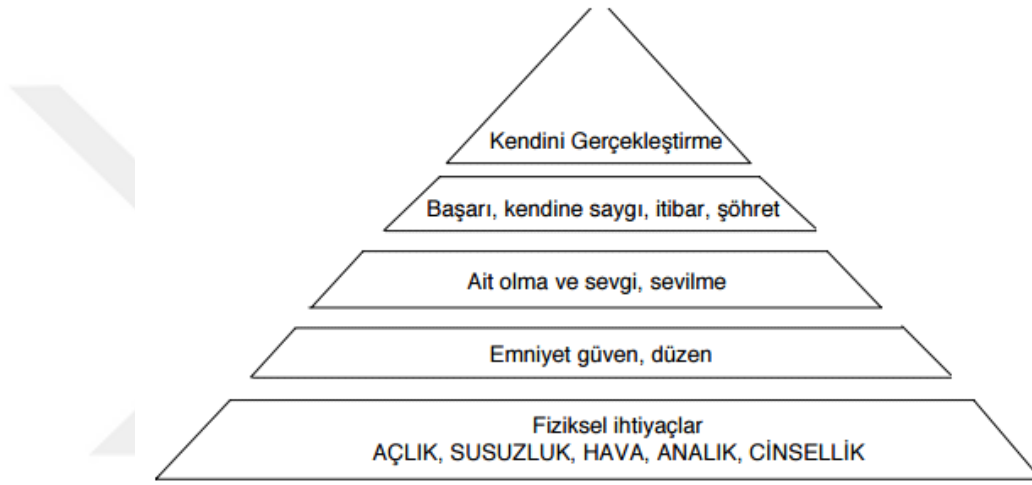 Kendini Gerçekleştirme
Başarı, kendine saygı, itibar, şöhret
Ait olma ve sevgi, sevilme
Emniyet güven, düzen
Fiziksel ihtiyaçlar
AÇLIK, SUSUZLUK, HAVA, ANALIK, CİNSELLİK